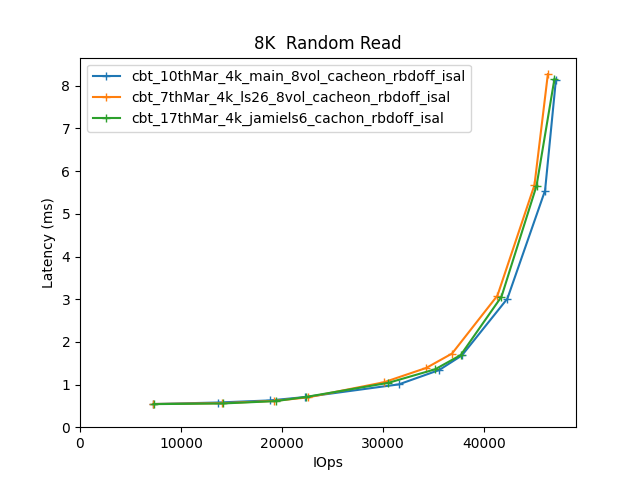 8K  Random Read
cbt_10thMar_4k_main_8vol_cacheon_rbdoff_isal
cbt_7thMar_4k_ls26_8vol_cacheon_rbdoff_isal
cbt_17thMar_4k_jamiels6_cachon_rbdoff_isal
8
7
6
5
4
3
2
1
0
Latency (ms)
0 10000 20000 30000 40000
IOps